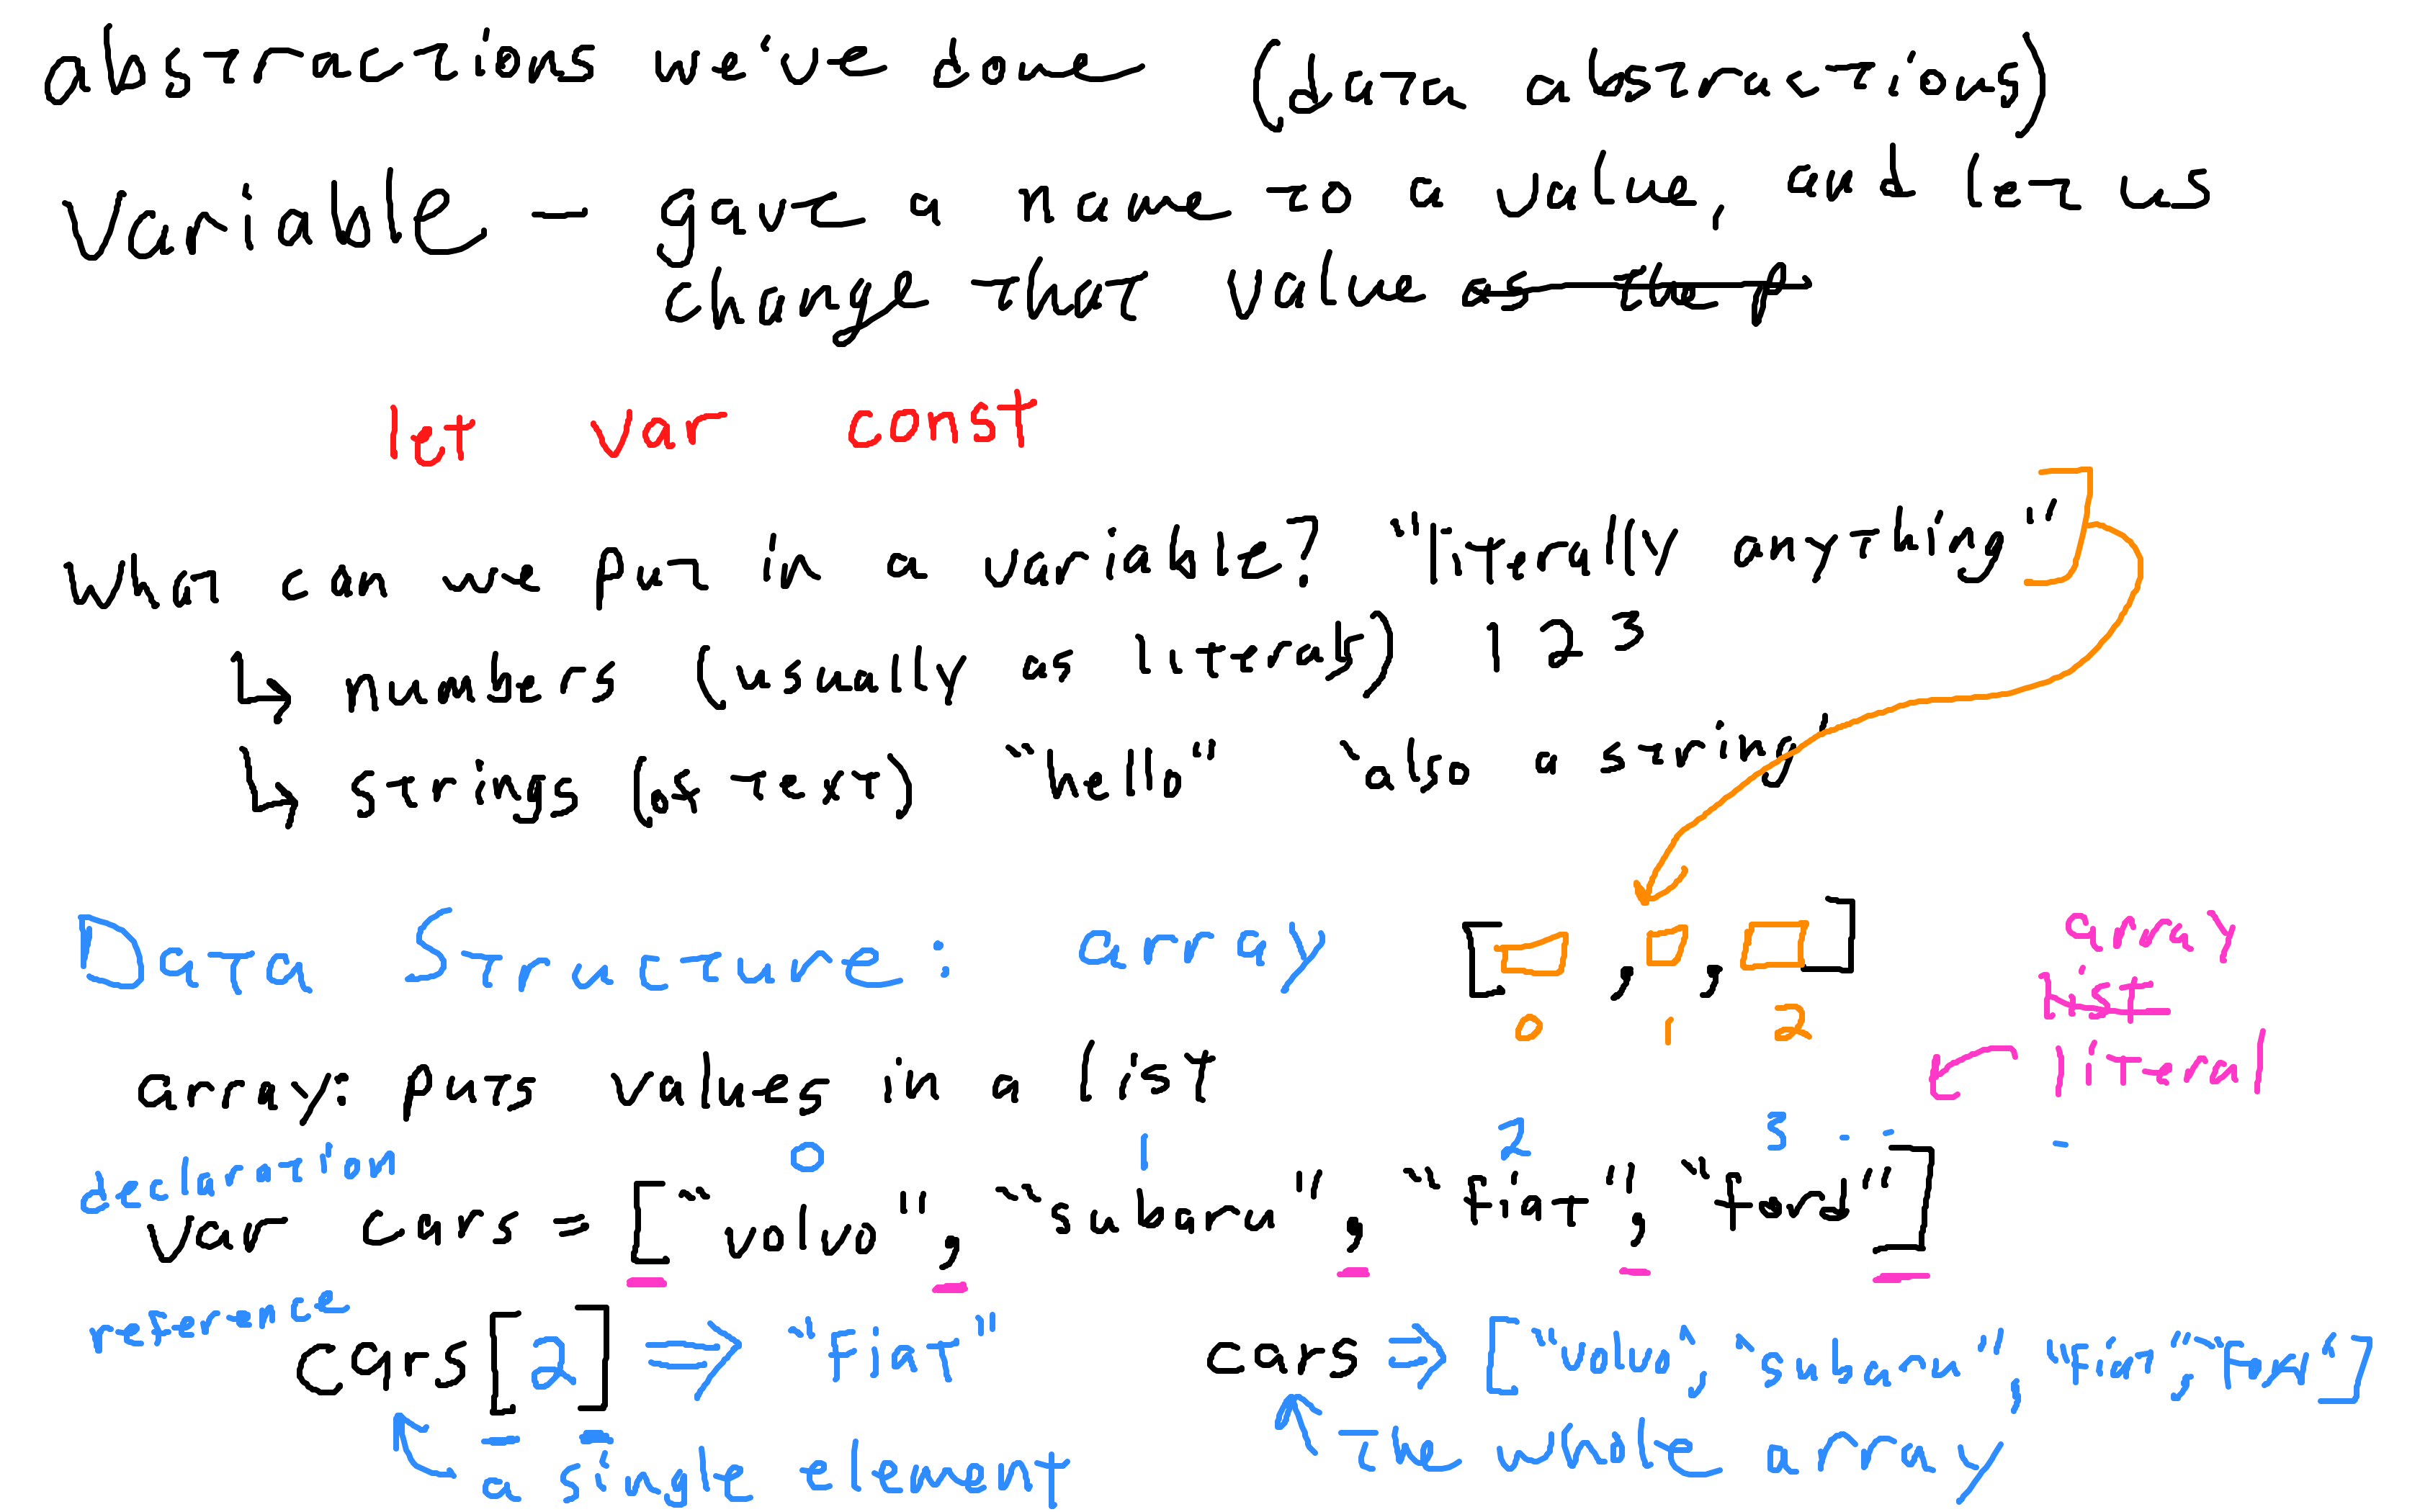 abstractions we've done (data abstractions)
Variable — gave a name to a value, and let us
change that value as the p
let var const
What can we put in a variable? "literally anything"
↳ numbers (usually as literals) 1 2 3
↳ strings (as text) "hello" "also a string"
Data Structure: array [ , , ]
0 1 2
array
list
literal
array: puts values in a list
declaration 0 1 2 3 - - -
var cars = ["volvo", "subaru", "fiat", "ford"]
reference
cars[2] => "fiat" cars => ["volvo", "subaru", "fiat",
a single element the whole array